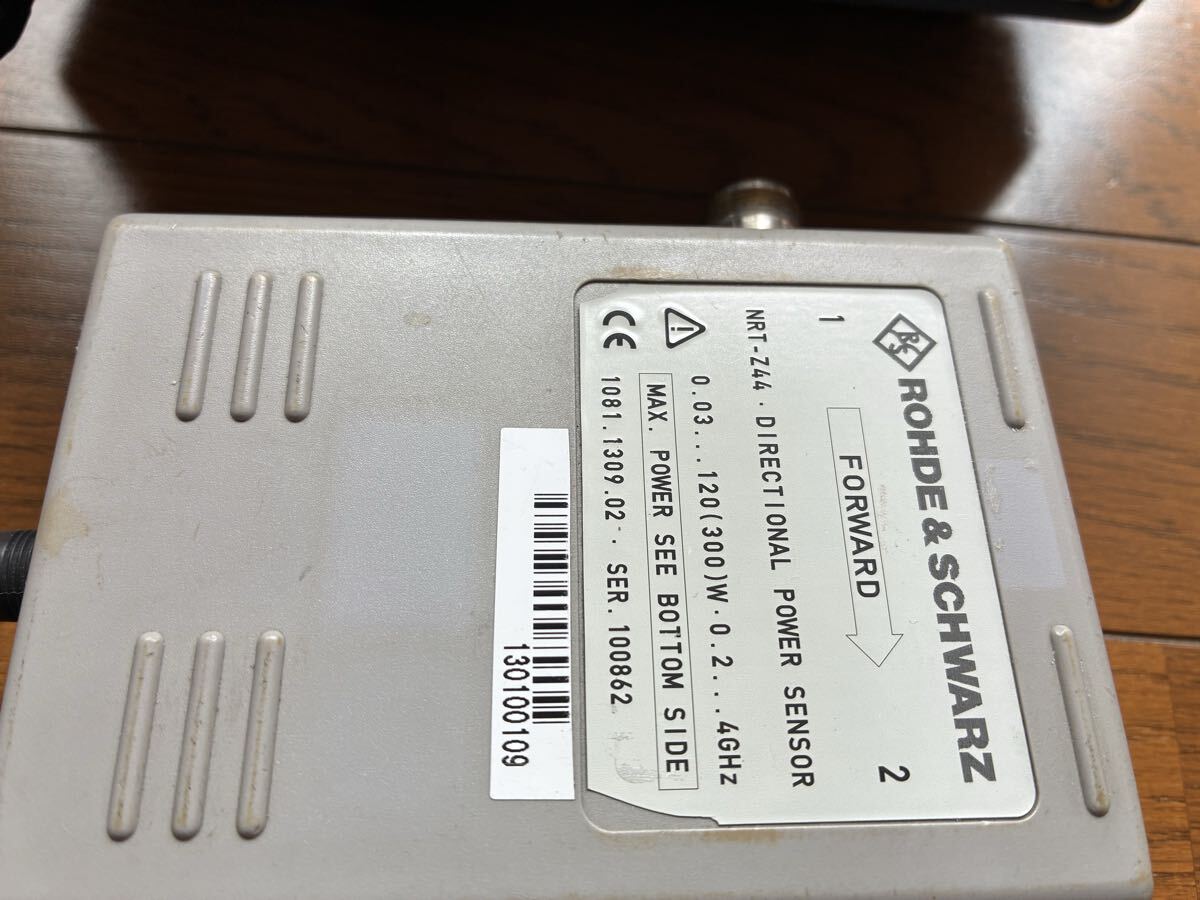 R&S
ROHDE & SCHWARZ
1
FORWARD
2
NRT-Z44 · DIRECTIONAL POWER SENSOR
0.03...120(300)W · 0.2...4GHz
MAX. POWER SEE BOTTOM SIDE
CE 1081.1309.02 · SER. 100862
130100109